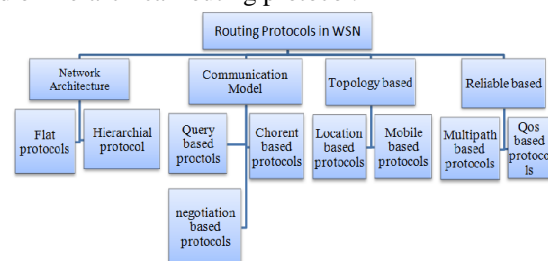 Routing Protocols in WSN
Network
Architecture
Communication
Model
Topology based
Reliable based
Flat
protocols
Hierarchial
protocol
Query
based
proctols
Chorent
based
protocols
Location
based
protocols
Mobile
based
protocols
Multipath
based
protocols
Qos
based
protoco
ls
negotiation
based
protocols